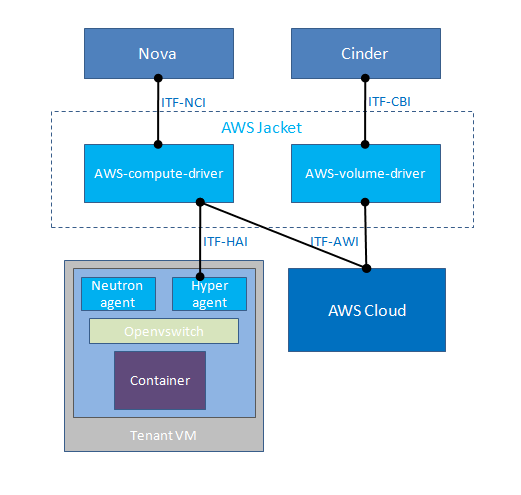 Nova
Cinder
ITF-NCI
ITF-CBI
AWS Jacket
AWS-compute-driver
AWS-volume-driver
ITF-HAI
ITF-AWI
Neutron
agent
Hyper
agent
AWS Cloud
Openvswitch
Container
Tenant VM